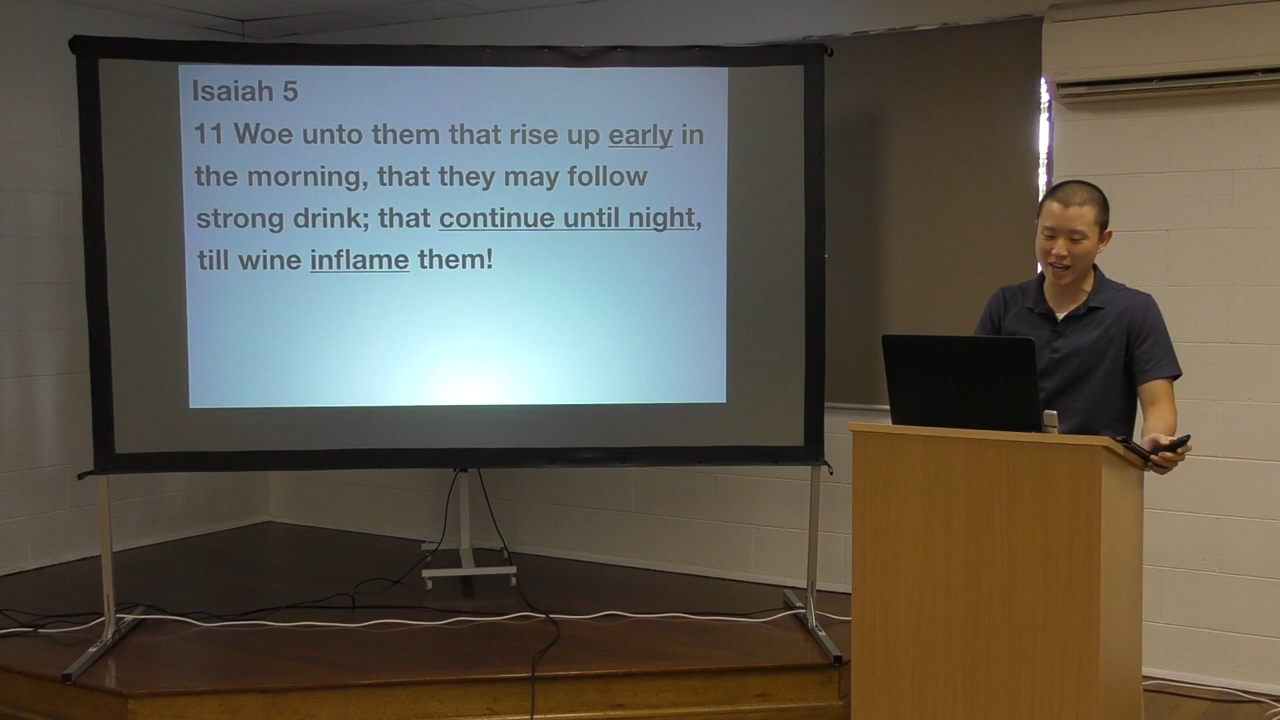 Isaiah 5
11 Woe unto them that rise up early in
the morning, that they may follow
strong drink; that continue until night,
till wine inflame them!